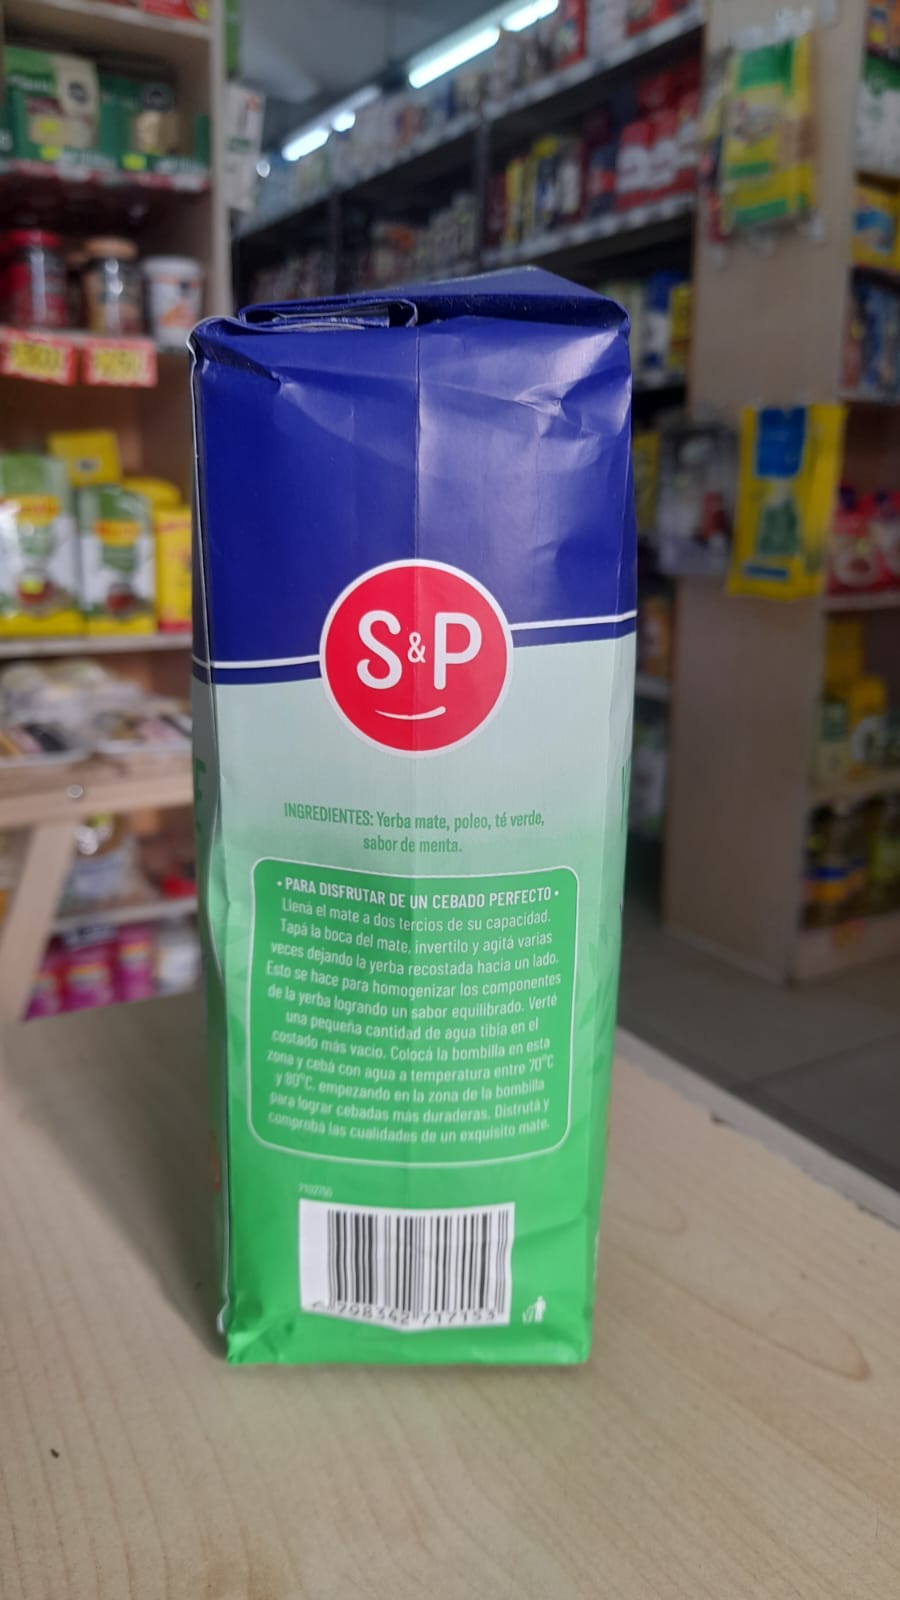 S&P
INGREDIENTES: Yerba mate, poleo, té verde,
sabor de menta.
• PARA DISFRUTAR DE UN CEBADO PERFECTO •
Llená el mate a dos tercios de su capacidad.
Tapá la boca del mate, invertilo y agitá varias
veces dejando la yerba recostada hacia un lado.
Esto se hace para homogenizar los componentes
de la yerba logrando un sabor equilibrado. Verté
una pequeña cantidad de agua tibia en el
costado más vacío. Colocá la bombilla en esta
zona y cebá con agua a temperatura entre 70°C
y 80°C, empezando en la zona de la bombilla
para lograr cebadas más duraderas. Disfrutá y
comprobá las cualidades de un exquisito mate.
717153